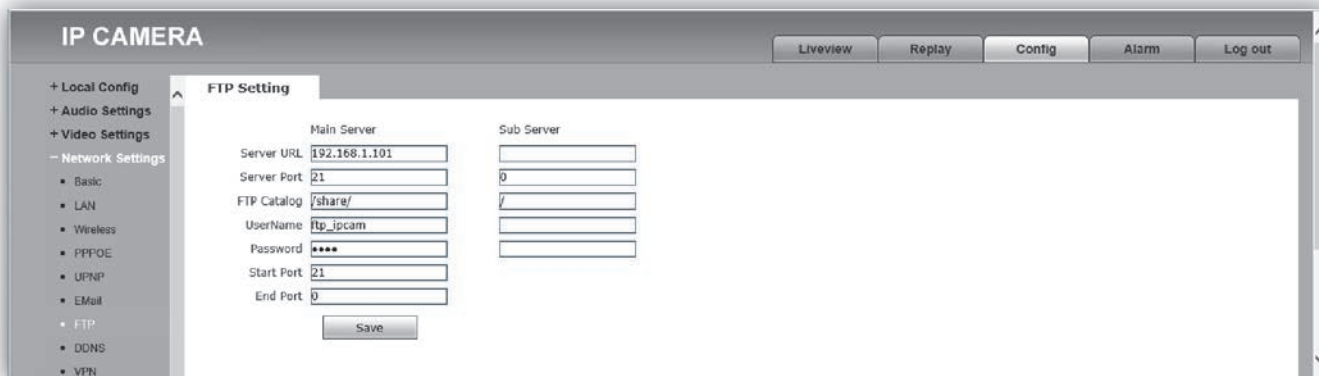 IP CAMERA
Liveview Replay Config Alarm Log out
+ Local Config
+ Audio Settings
+ Video Settings
− Network Settings
• Basic
• LAN
• Wireless
• PPPOE
• UPNP
• EMail
• FTP
• DDNS
• VPN
FTP Setting
Main Server Sub Server
Server URL 192.168.1.101
Server Port 21 0
FTP Catalog /share/ /
UserName ftp_ipcam
Password ••••
Start Port 21
End Port 0
Save